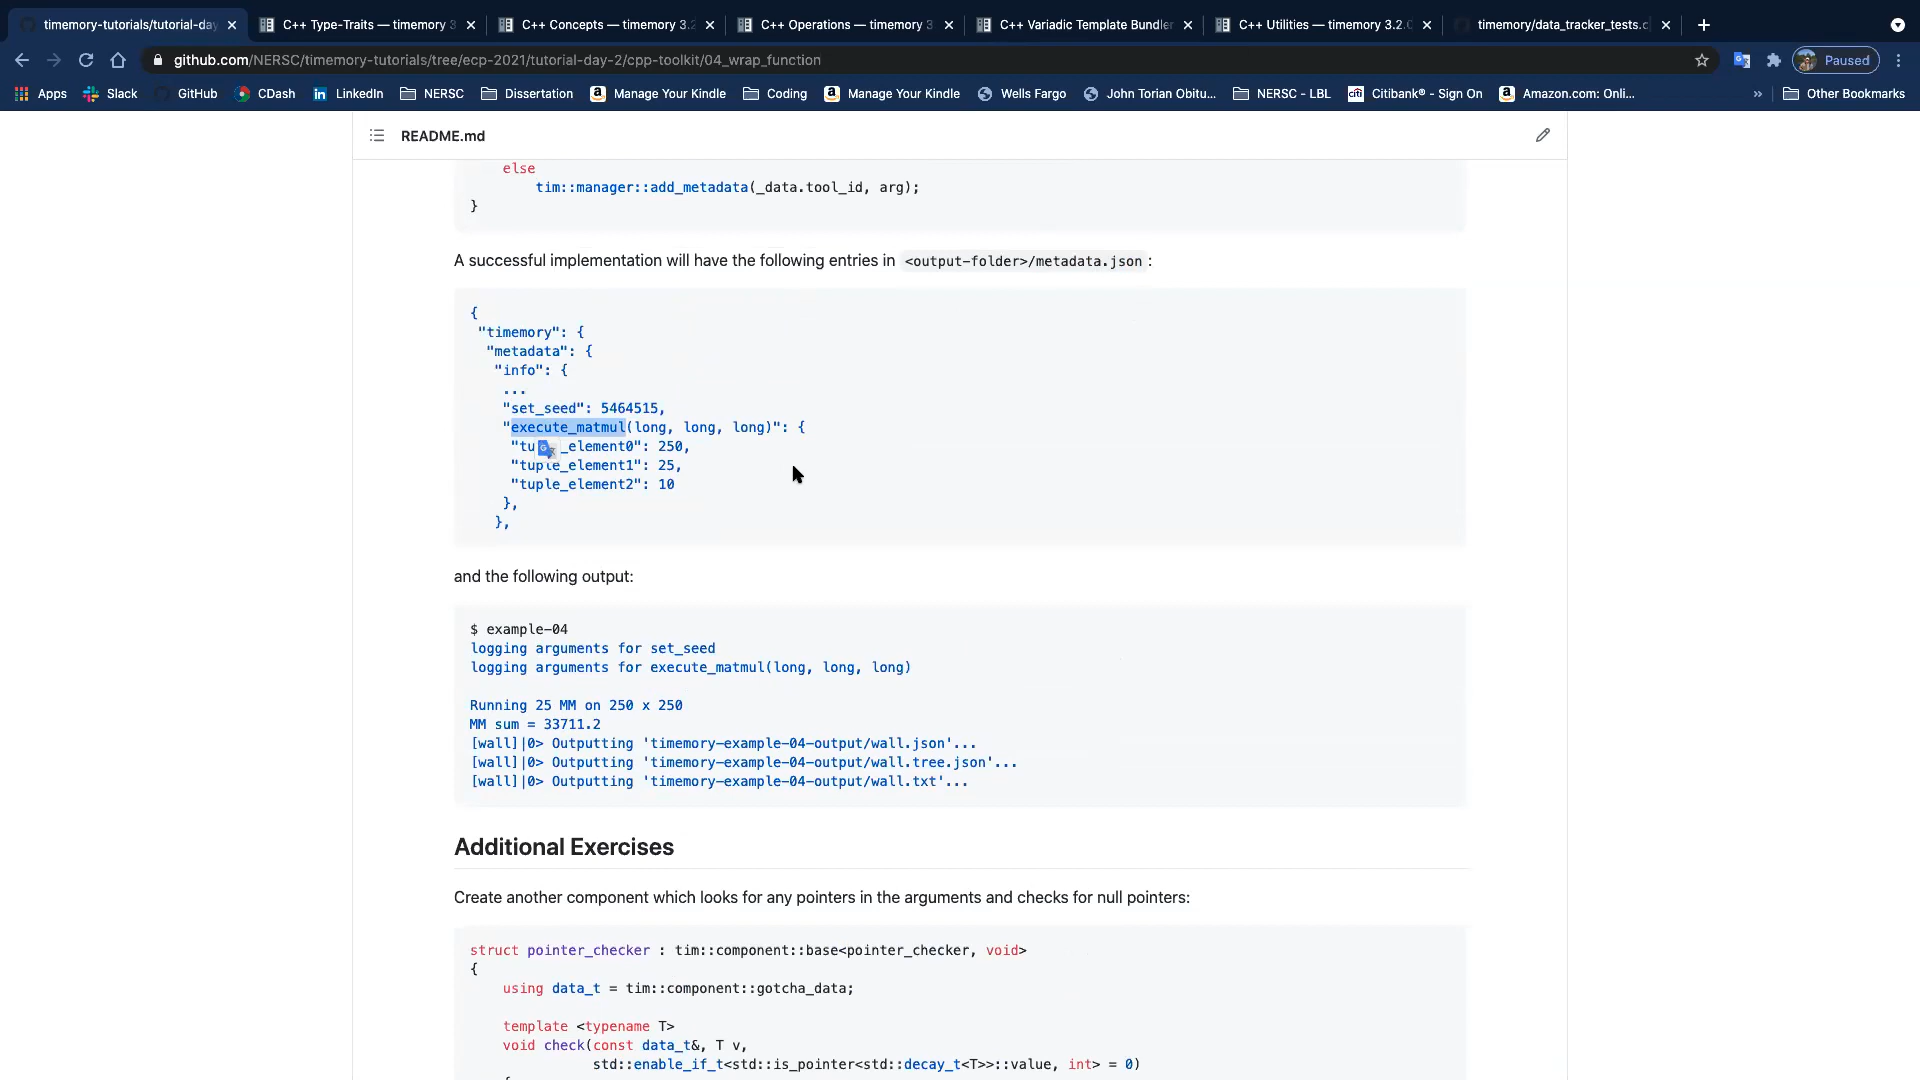 timemory-tutorials/tutorial-day
C++ Type-Traits — timemory 3
C++ Concepts — timemory 3.2
C++ Operations — timemory 3
C++ Variadic Template Bundler
C++ Utilities — timemory 3.2.0
timemory/data_tracker_tests.c
github.com/NERSC/timemory-tutorials/tree/ecp-2021/tutorial-day-2/cpp-toolkit/04_wrap_function
Paused
Apps
Slack
GitHub
CDash
LinkedIn
NERSC
Dissertation
Manage Your Kindle
Coding
Manage Your Kindle
Wells Fargo
John Torian Obitu...
NERSC - LBL
Citibank® - Sign On
Amazon.com: Onli...
»
Other Bookmarks
README.md
else
tim::manager::add_metadata(_data.tool_id, arg);
}
A successful implementation will have the following entries in <output-folder>/metadata.json :
{
"timemory": {
"metadata": {
"info": {
...
"set_seed": 5464515,
"execute_matmul(long, long, long)": {
"tu _element0": 250,
"tuple_element1": 25,
"tuple_element2": 10
},
},
and the following output:
$ example-04
logging arguments for set_seed
logging arguments for execute_matmul(long, long, long)
Running 25 MM on 250 x 250
MM sum = 33711.2
[wall]|0> Outputting 'timemory-example-04-output/wall.json'...
[wall]|0> Outputting 'timemory-example-04-output/wall.tree.json'...
[wall]|0> Outputting 'timemory-example-04-output/wall.txt'...
Additional Exercises
Create another component which looks for any pointers in the arguments and checks for null pointers:
struct pointer_checker : tim::component::base<pointer_checker, void>
{
using data_t = tim::component::gotcha_data;
template <typename T>
void check(const data_t&, T v,
std::enable_if_t<std::is_pointer<std::decay_t<T>>::value, int> = 0)